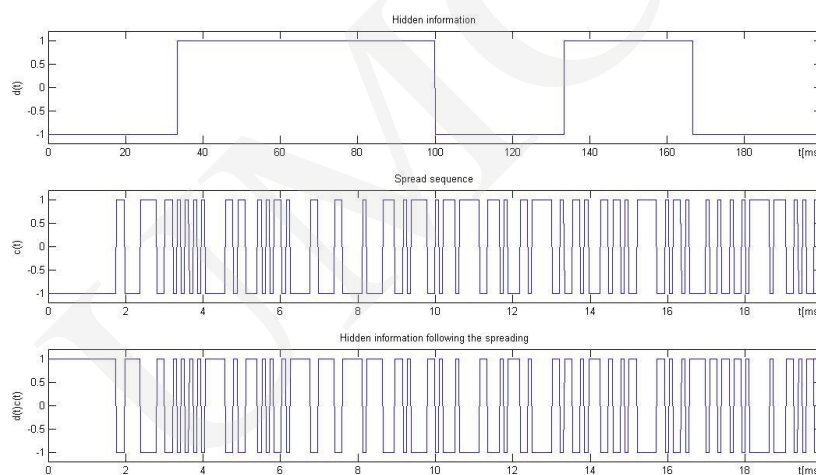 Hidden information
1
0.5
0
-0.5
-1
d(t)
0 20 40 60 80 100 120 140 160 180 t[ms
Spread sequence
1
0.5
0
-0.5
-1
c(t)
0 2 4 6 8 10 12 14 16 18 t[ms
Hidden information following the spreading
1
0.5
0
-0.5
-1
d(t)c(t)
0 2 4 6 8 10 12 14 16 18 t[ms
UMC